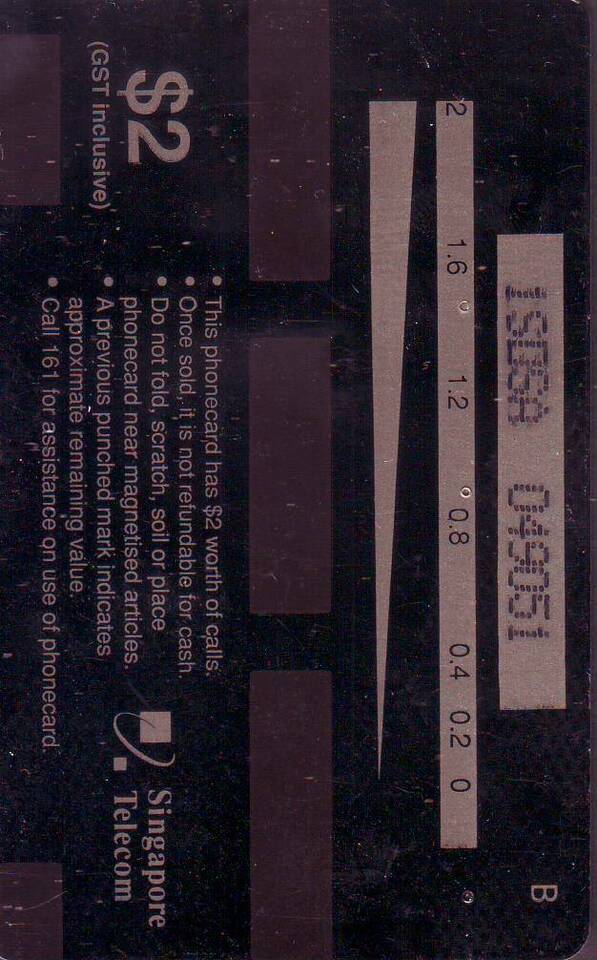 B
1SBSA 049051
2 1.6 1.2 0.8 0.4 0.2 0
$2
(GST inclusive)
• This phonecard has $2 worth of calls.
• Once sold, it is not refundable for cash.
• Do not fold, scratch, soil or place
phonecard near magnetised articles.
• A previous punched mark indicates
approximate remaining value.
• Call 161 for assistance on use of phonecard.
Singapore
Telecom